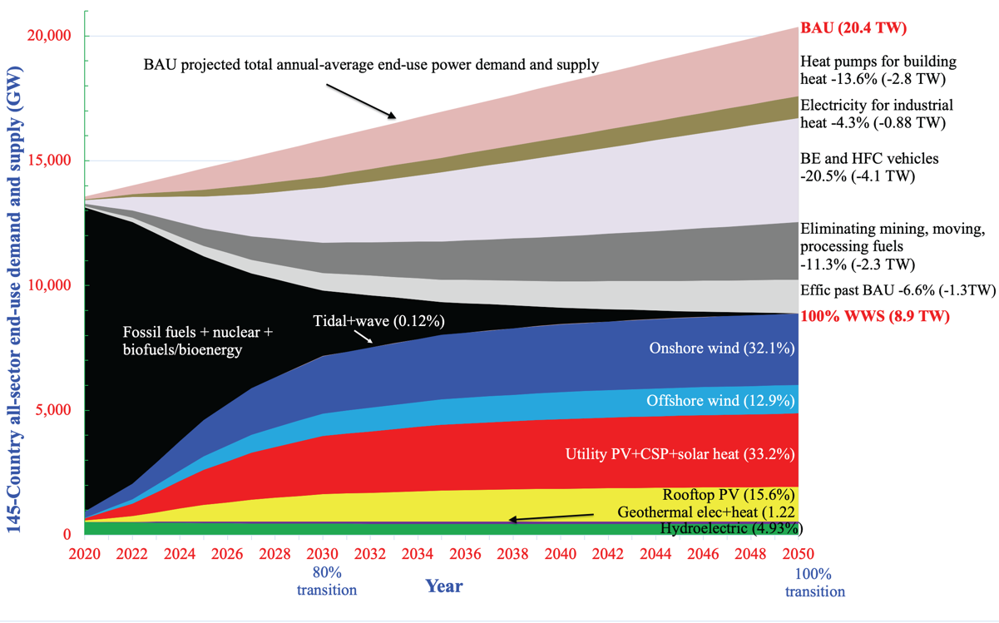 145-Country all-sector end-use demand and supply (GW)
20,000
15,000
10,000
5,000
0
BAU projected total annual-average end-use power demand and supply
Fossil fuels + nuclear +
biofuels/bioenergy
Tidal+wave (0.12%)
BAU (20.4 TW)
Heat pumps for building
heat -13.6% (-2.8 TW)
Electricity for industrial
heat -4.3% (-0.88 TW)
BE and HFC vehicles
-20.5% (-4.1 TW)
Eliminating mining, moving,
processing fuels
-11.3% (-2.3 TW)
Effic past BAU -6.6% (-1.3TW)
100% WWS (8.9 TW)
Onshore wind (32.1%)
Offshore wind (12.9%)
Utility PV+CSP+solar heat (33.2%)
Rooftop PV (15.6%)
Geothermal elec+heat (1.22
Hydroelectric (4.93%)
2020 2022 2024 2026 2028 2030 2032 2034 2036 2038 2040 2042 2044 2046 2048 2050
80%
transition
Year
100%
transition